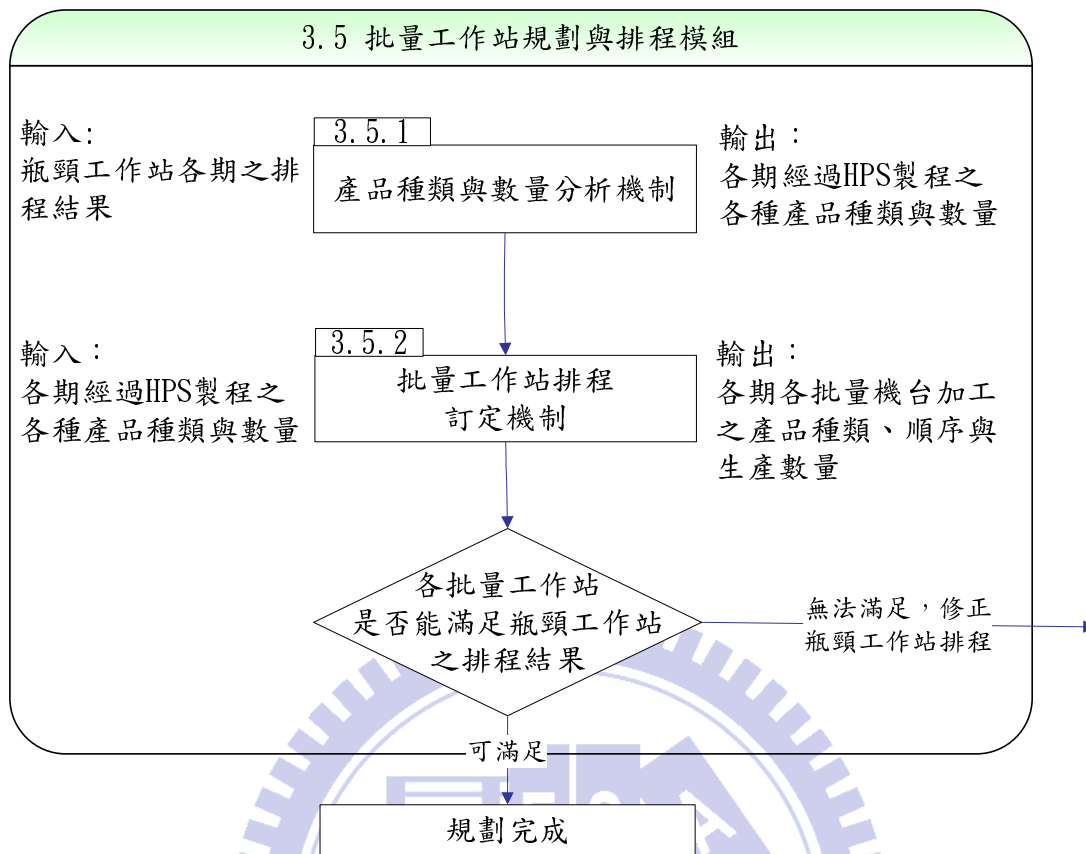 3.5 批量工作站規劃與排程模組
輸入:
瓶頸工作站各期之排
程結果
3.5.1
產品種類與數量分析機制
輸出：
各期經過HPS製程之
各種產品種類與數量
輸入：
各期經過HPS製程之
各種產品種類與數量
3.5.2
批量工作站排程
訂定機制
輸出：
各期各批量機台加工
之產品種類、順序與
生產數量
各批量工作站
是否能滿足瓶頸工作站
之排程結果
無法滿足，修正
瓶頸工作站排程
可滿足
規劃完成